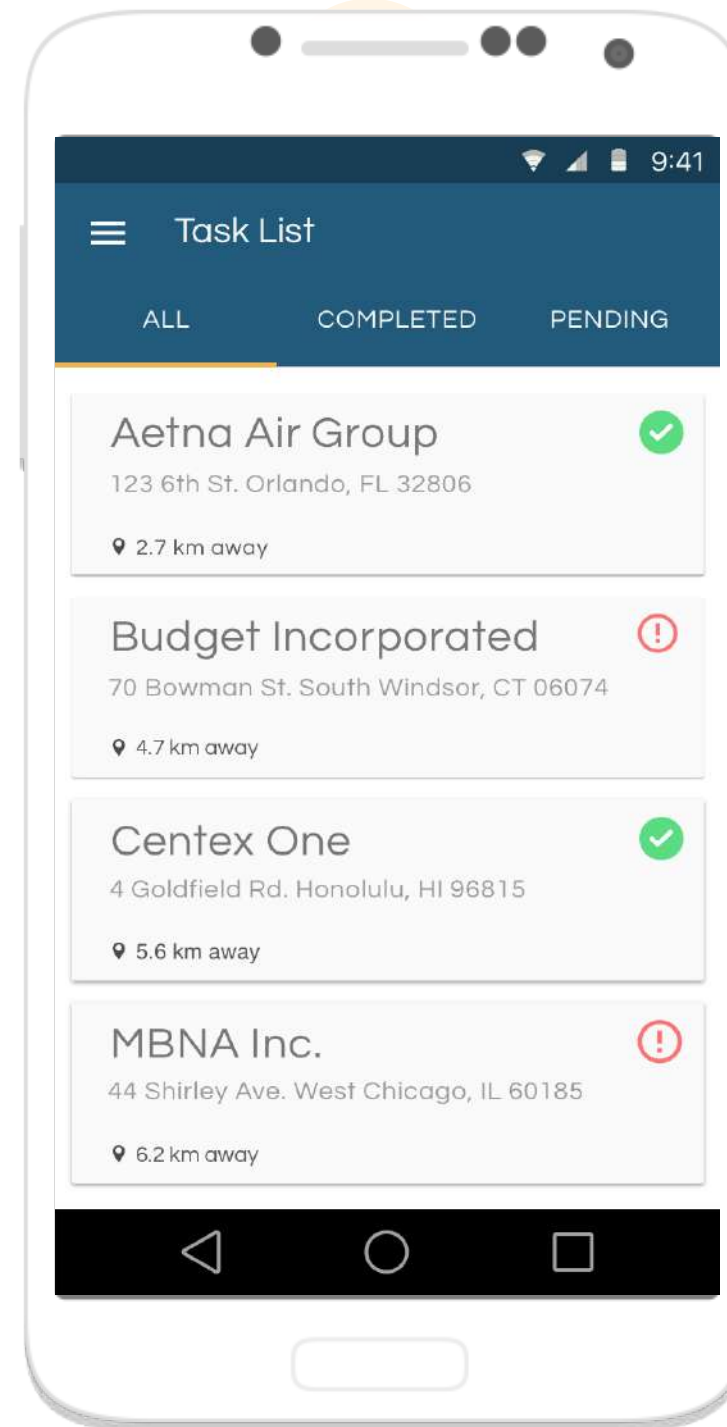 9:41
Task List
ALL COMPLETED PENDING
Aetna Air Group
123 6th St. Orlando, FL 32806
2.7 km away
Budget Incorporated
70 Bowman St. South Windsor, CT 06074
4.7 km away
Centex One
4 Goldfield Rd. Honolulu, HI 96815
5.6 km away
MBNA Inc.
44 Shirley Ave. West Chicago, IL 60185
6.2 km away